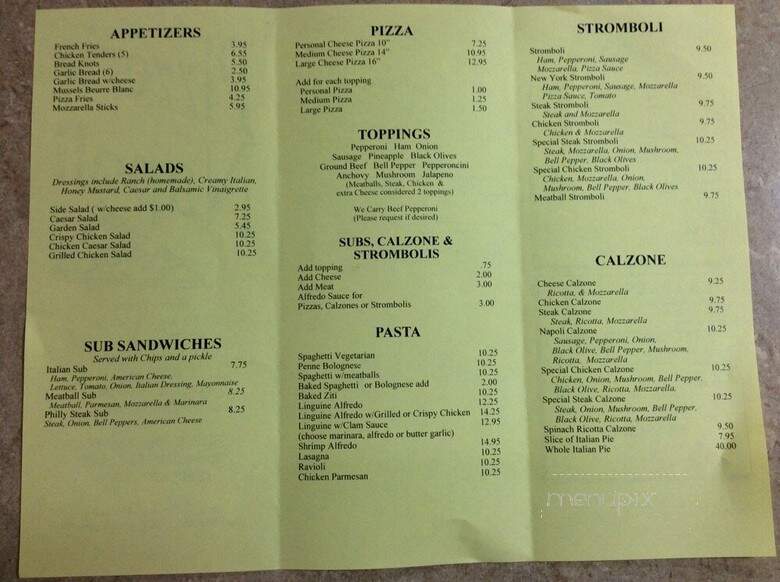 APPETIZERS
French Fries 3.95
Chicken Tenders (5) 6.55
Bread Knots 5.50
Garlic Bread (6) 2.50
Garlic Bread w/cheese 3.95
Mussels Beurre Blanc 10.95
Pizza Fries 4.25
Mozzarella Sticks 5.95
SALADS
Dressings include Ranch (homemade), Creamy Italian,
Honey Mustard, Caesar and Balsamic Vinaigrette
Side Salad ( w/cheese add $1.00) 2.95
Caesar Salad 7.25
Garden Salad 5.45
Crispy Chicken Salad 10.25
Chicken Caesar Salad 10.25
Grilled Chicken Salad 10.25
SUB SANDWICHES
Served with Chips and a pickle
Italian Sub 7.75
Ham, Pepperoni, American Cheese,
Lettuce, Tomato, Onion, Italian Dressing, Mayonnaise
Meatball Sub 8.25
Meatball, Parmesan, Mozzarella & Marinara
Philly Steak Sub 8.25
Steak, Onion, Bell Peppers, American Cheese
PIZZA
Personal Cheese Pizza 10" 7.25
Medium Cheese Pizza 14" 10.95
Large Cheese Pizza 16" 12.95
Add for each topping
Personal Pizza 1.00
Medium Pizza 1.25
Large Pizza 1.50
TOPPINGS
Pepperoni Ham Onion
Sausage Pineapple Black Olives
Ground Beef Bell Pepper Pepperoncini
Anchovy Mushroom Jalapeno
(Meatballs, Steak, Chicken &
extra Cheese considered 2 toppings)
We Carry Beef Pepperoni
(Please request if desired)
SUBS, CALZONE &
STROMBOLIS
Add topping .75
Add Cheese 2.00
Add Meat 3.00
Alfredo Sauce for
Pizzas, Calzones or Strombolis 3.00
PASTA
Spaghetti Vegetarian 10.25
Penne Bolognese 10.25
Spaghetti w/meatballs 10.25
Baked Spaghetti or Bolognese add 2.00
Baked Ziti 10.25
Linguine Alfredo 12.25
Linguine Alfredo w/Grilled or Crispy Chicken 14.25
Linguine w/Clam Sauce 12.95
(choose marinara, alfredo or butter garlic)
Shrimp Alfredo 14.95
Lasagna 10.25
Ravioli 10.25
Chicken Parmesan 10.25
STROMBOLI
Stromboli 9.50
Ham, Pepperoni, Sausage
Mozzarella, Pizza Sauce
New York Stromboli 9.50
Ham, Pepperoni, Sausage, Mozzarella
Pizza Sauce, Tomato
Steak Stromboli 9.75
Steak and Mozzarella
Chicken Stromboli 9.75
Chicken & Mozzarella
Special Steak Stromboli 10.25
Steak, Mozzarella, Onion, Mushroom,
Bell Pepper, Black Olives
Special Chicken Stromboli 10.25
Chicken, Mozzarella, Onion,
Mushroom, Bell Pepper, Black Olives
Meatball Stromboli 9.75
CALZONE
Cheese Calzone 9.25
Ricotta, & Mozzarella
Chicken Calzone 9.75
Steak Calzone 9.75
Steak, Ricotta, Mozzarella
Napoli Calzone 10.25
Sausage, Pepperoni, Onion,
Black Olive, Bell Pepper, Mushroom,
Ricotta, Mozzarella
Special Chicken Calzone 10.25
Chicken, Onion, Mushroom, Bell Pepper,
Black Olive, Ricotta, Mozzarella,
Special Steak Calzone 10.25
Steak, Onion, Mushroom, Bell Pepper,
Black Olive, Ricotta, Mozzarella
Spinach Ricotta Calzone 9.50
Slice of Italian Pie 7.95
Whole Italian Pie 40.00
menupix